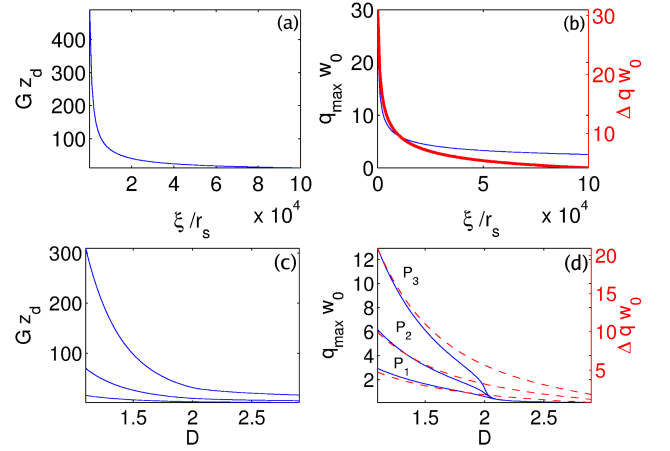 (a)
G z_d
400
300
200
100
2 4 6 8 10
x 10^4
ξ/r_s
(b)
q_max w_0
30
20
10
0
0 5 10
x 10^4
ξ/r_s
30
20
10
Δ q w_0
(c)
G z_d
300
200
100
1.5 2 2.5
D
(d)
q_max w_0
12
10
8
6
4
2
P_3
P_2
P_1
1.5 2 2.5
D
20
15
10
5
Δ q w_0